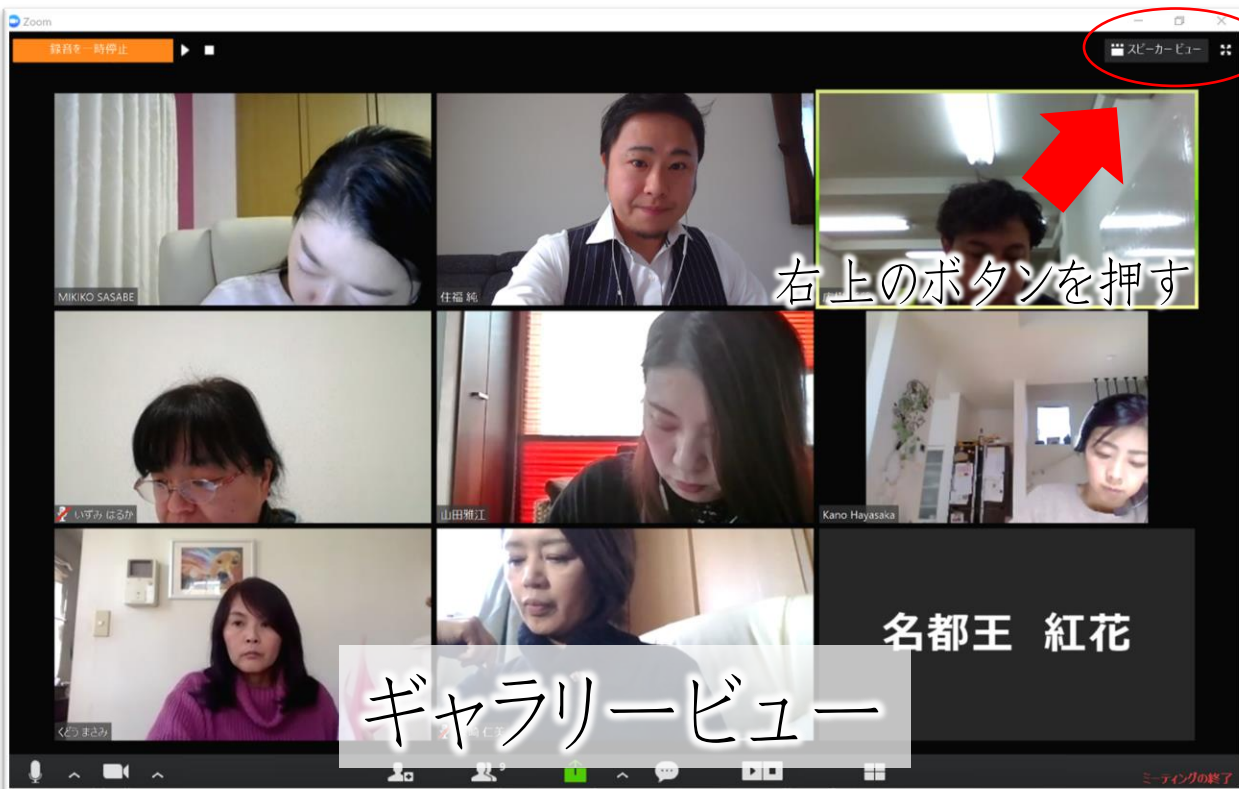 Zoom
録音を一時停止
スピーカー ビュー
MIKIKO SASABE
住福 純
右上のボタンを押す
いずみ はるか
山田雅江
Kano Hayasaka
名都王 紅花
くどう まさみ
ギャラリービュー
9
ミーティングの終了